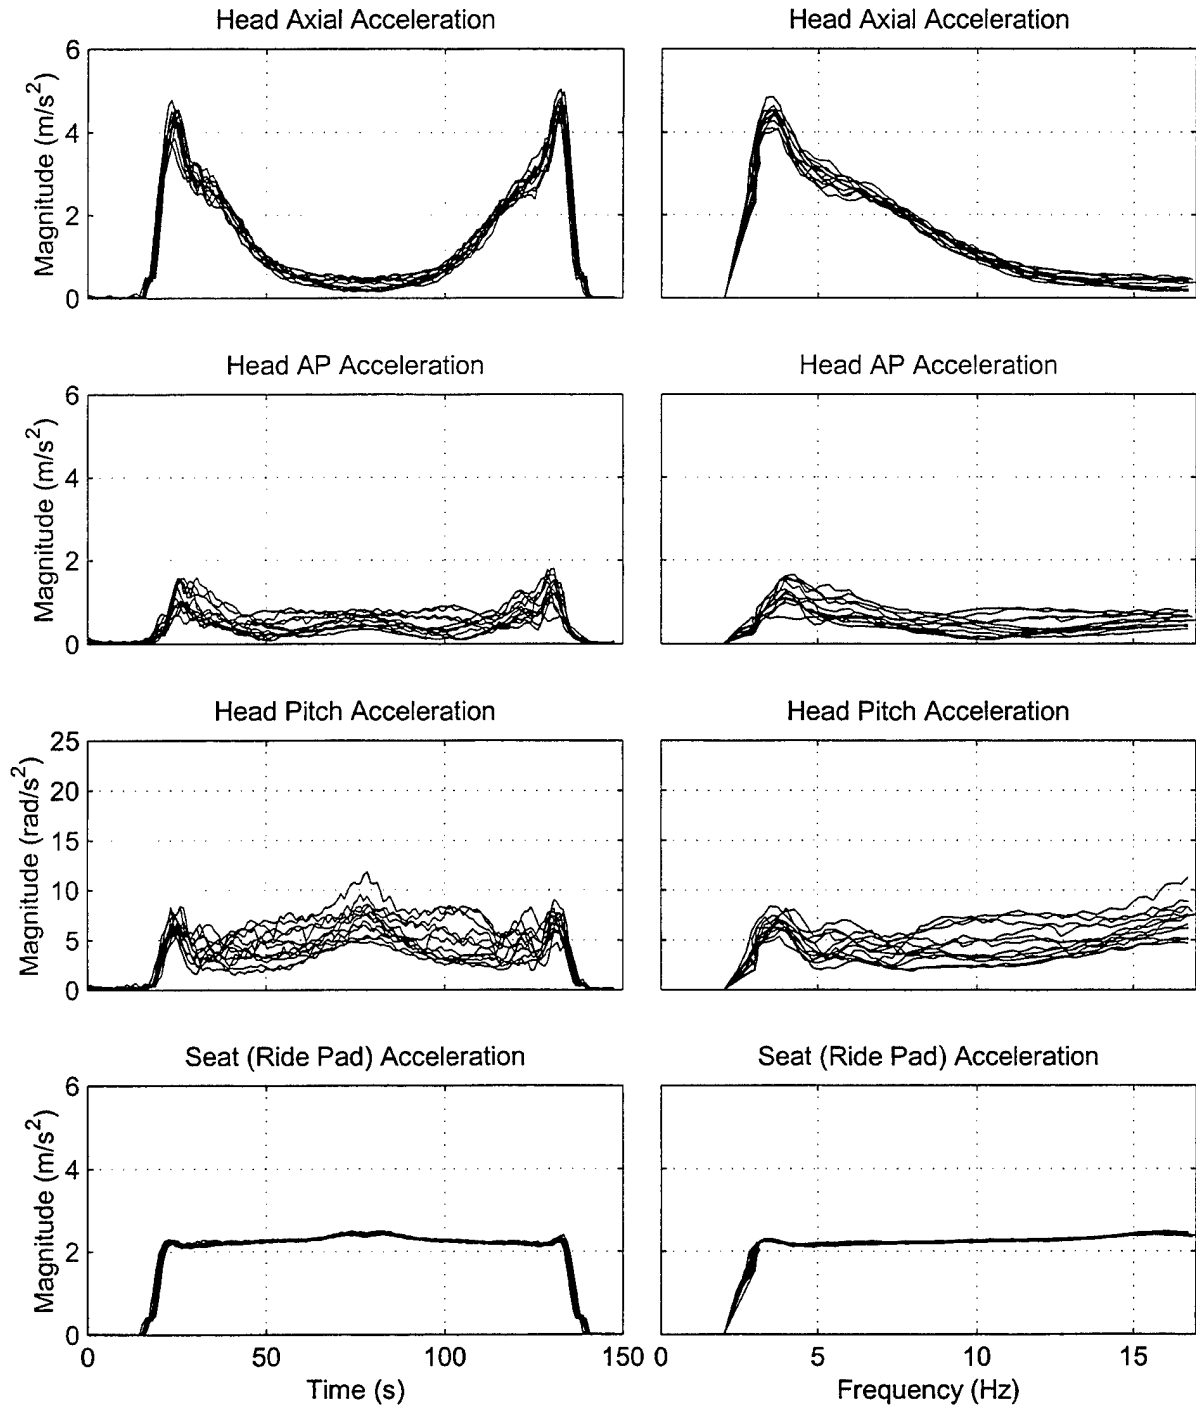 Head Axial Acceleration
Head Axial Acceleration
Magnitude (m/s²)
6
4
2
0
Head AP Acceleration
Head AP Acceleration
Magnitude (m/s²)
6
4
2
0
Head Pitch Acceleration
Head Pitch Acceleration
Magnitude (rad/s²)
25
20
15
10
5
0
Seat (Ride Pad) Acceleration
Seat (Ride Pad) Acceleration
Magnitude (m/s²)
6
4
2
0
0 50 100 150
0 5 10 15
Time (s)
Frequency (Hz)